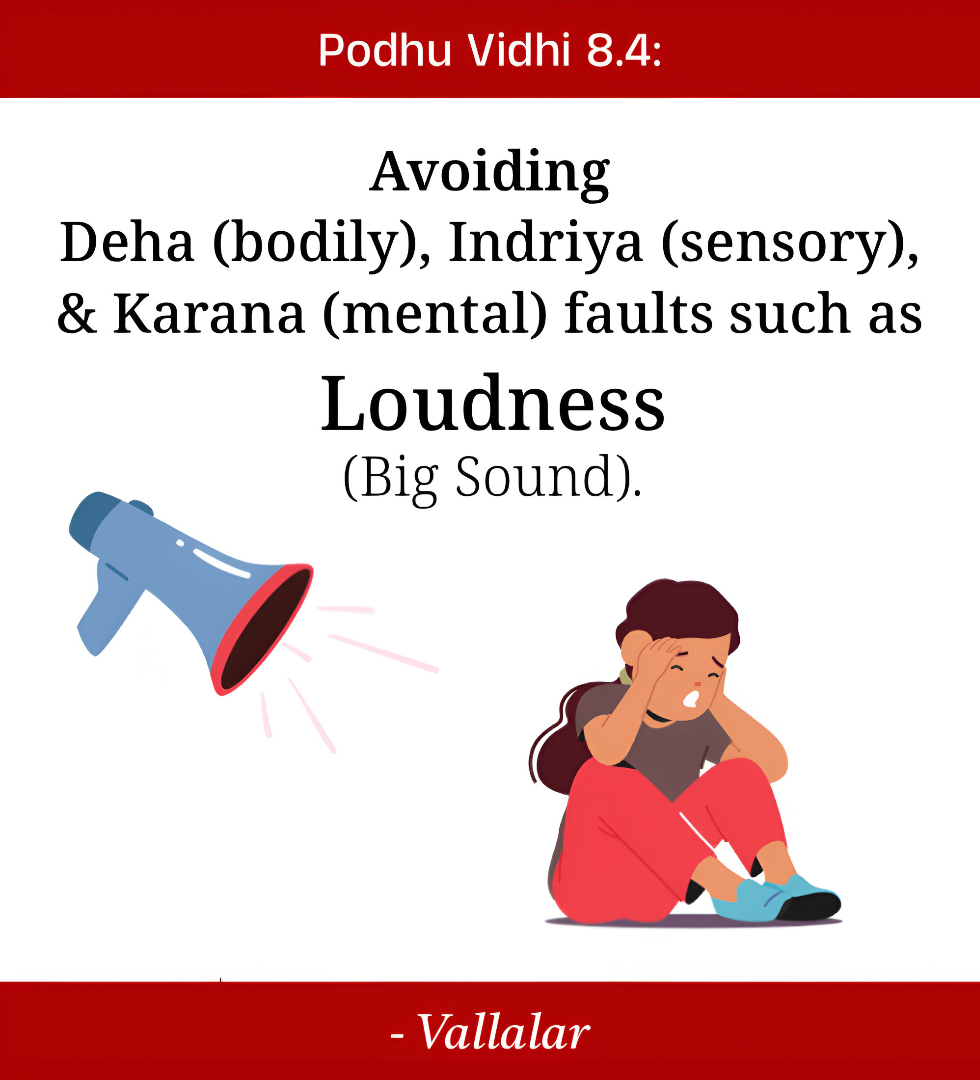 Podhu Vidhi 8.4:
Avoiding
Deha (bodily), Indriya (sensory),
& Karana (mental) faults such as
Loudness
(Big Sound).
- Vallalar